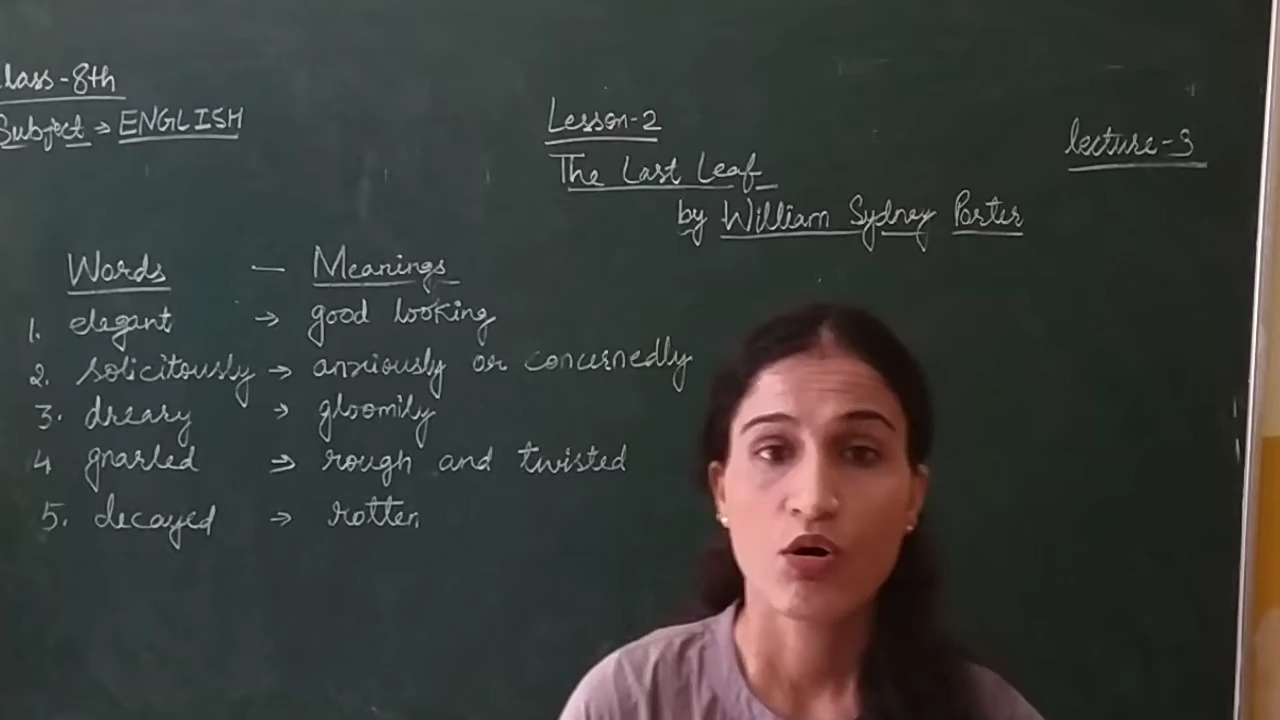 Class-8th
Subject → ENGLISH
Lesson-2
The Last Leaf
by William Sydney Porter
lecture-3
Words — Meanings
1. elegant → good looking
2. solicitously → anxiously or concernedly
3. dreary → gloomily
4 gnarled → rough and twisted
5. decayed → rotten